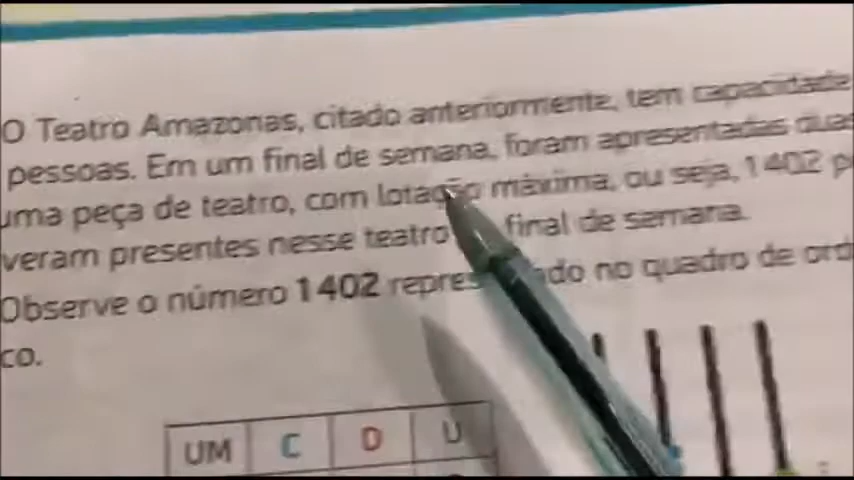 O Teatro Amazonas, citado anteriormente, tem capacidade
pessoas. Em um final de semana, foram apresentadas duas
uma peça de teatro, com lotação máxima, ou seja, 1402
veram presentes nesse teatro final de semana.
Observe o número 1402 no quadro de
co.
UM C D U